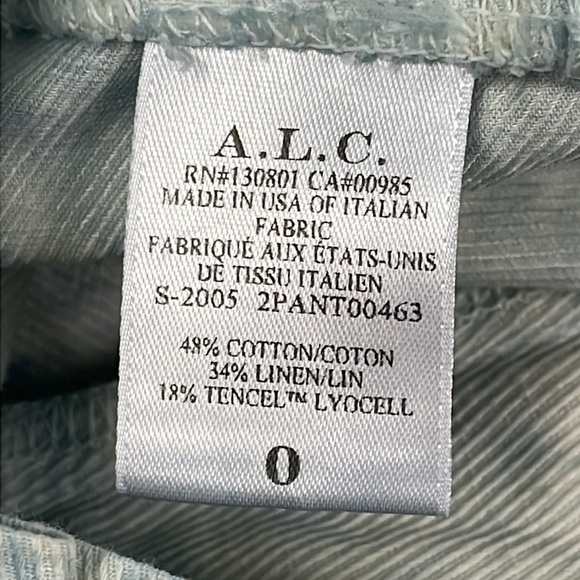 A.L.C.
RN#130801 CA#00985
MADE IN USA OF ITALIAN
FABRIC
FABRIQUÉ AUX ÉTATS-UNIS
DE TISSU ITALIEN
S-2005 2PANT00463
48% COTTON/COTON
34% LINEN/LIN
18% TENCEL™ LYOCELL
0